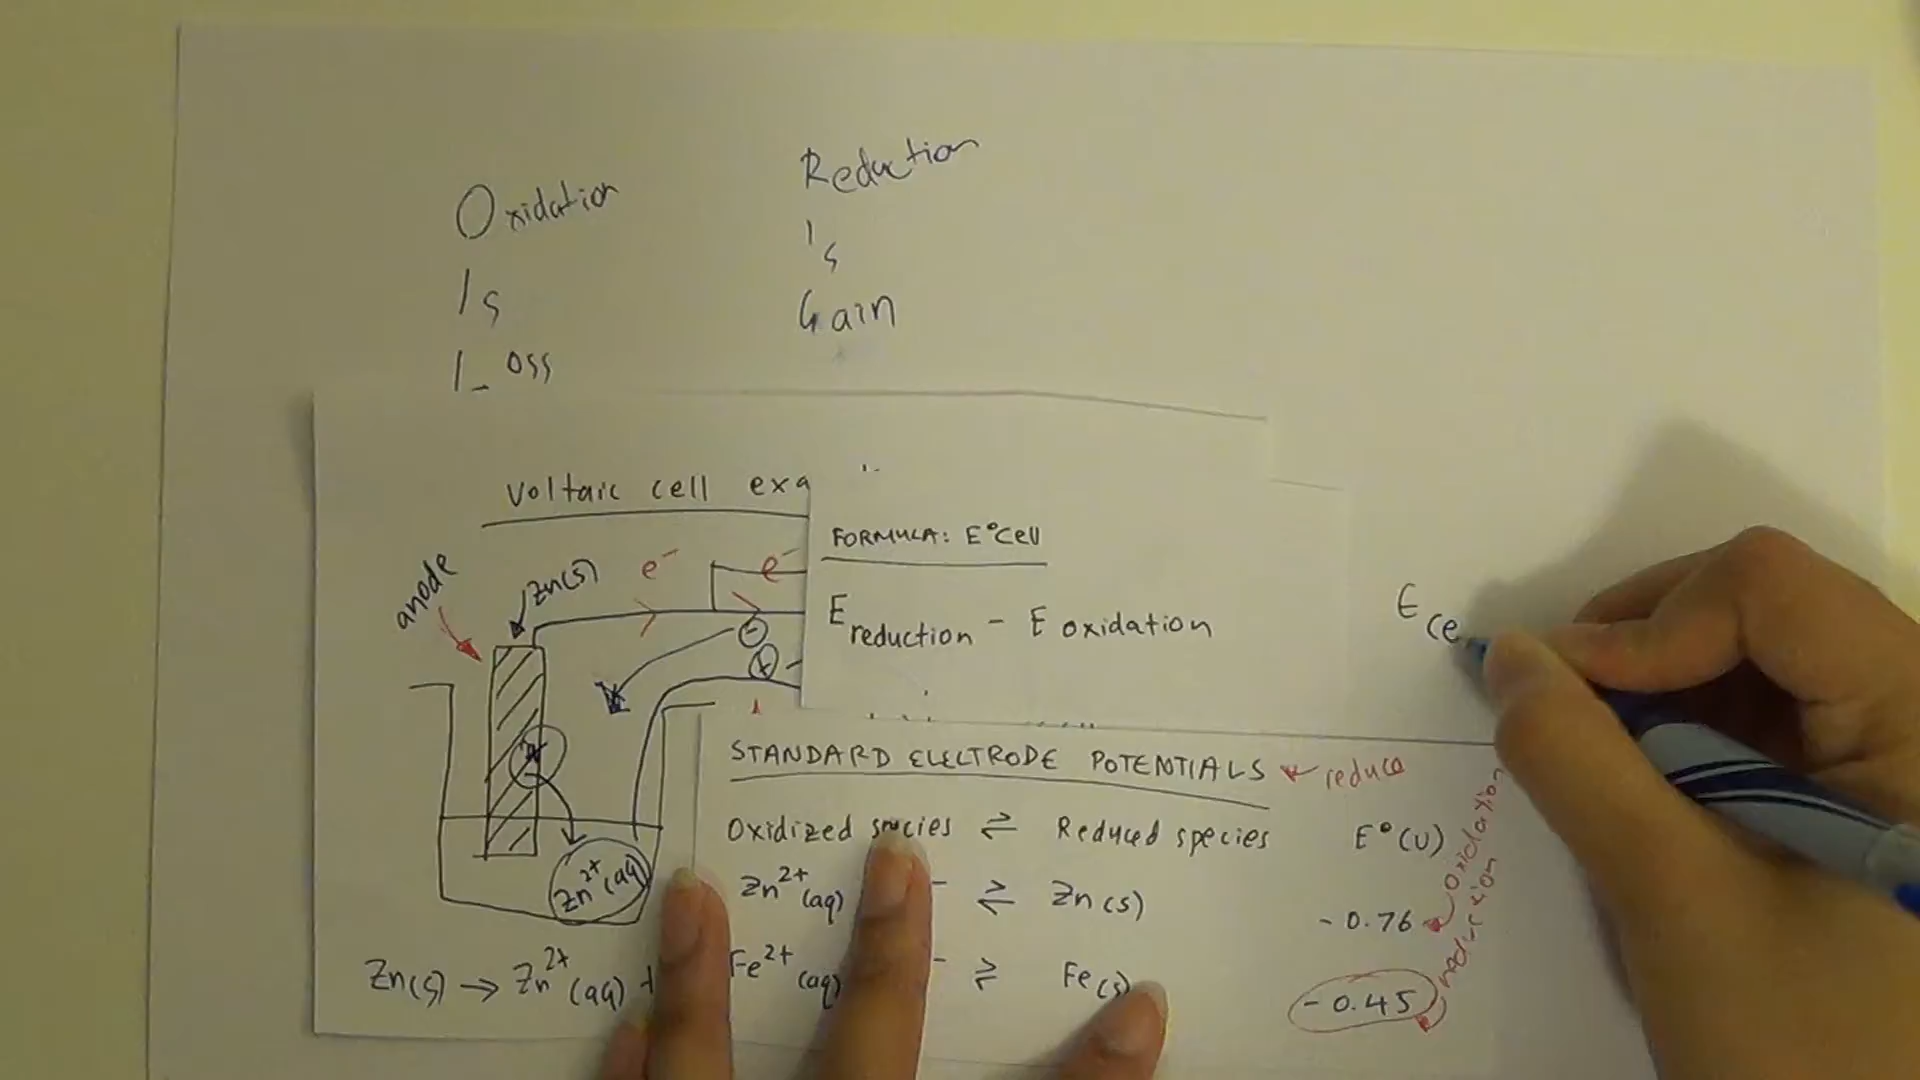 Oxidation
Is
Loss
Reduction
Is
Gain
Voltaic cell exa
anode
Zn(s)
e⁻
e⁻
−
+
Zn²⁺(aq)
Zn(s) → Zn²⁺(aq) +
FORMULA: E°Cell
E reduction − E oxidation
E ce
STANDARD ELECTRODE POTENTIALS ← reduce
Oxidized species ⇌ Reduced species E°(V)
Zn²⁺(aq) ⁻ ⇌ Zn(s) -0.76
Fe²⁺(aq) ⁻ ⇌ Fe(s) -0.45
oxidation